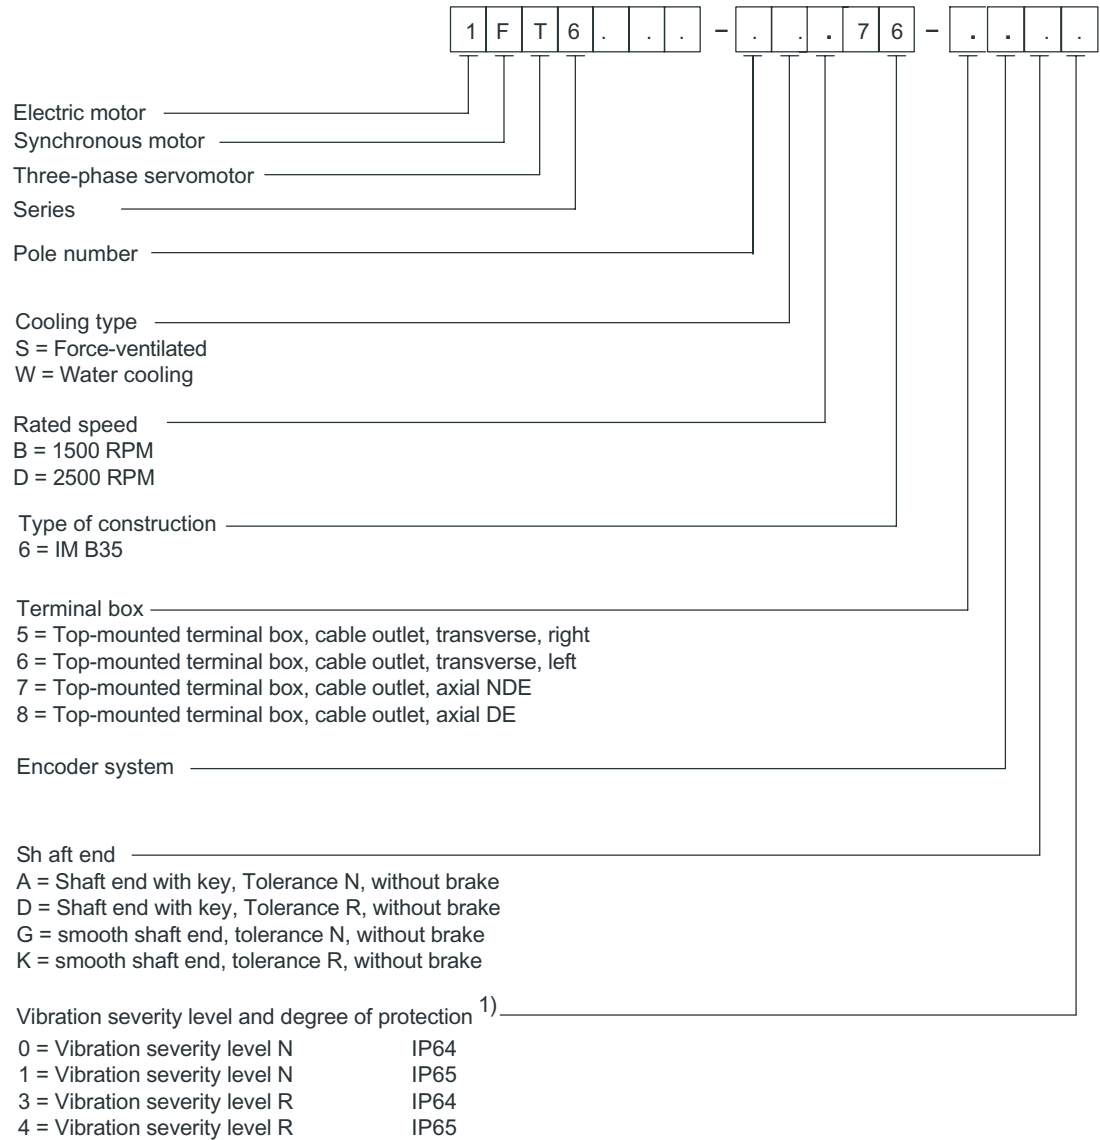 1 F T 6 . . . – . . . 7 6 – . . . .
Electric motor
Synchronous motor
Three-phase servomotor
Series
Pole number
Cooling type
S = Force-ventilated
W = Water cooling
Rated speed
B = 1500 RPM
D = 2500 RPM
Type of construction
6 = IM B35
Terminal box
5 = Top-mounted terminal box, cable outlet, transverse, right
6 = Top-mounted terminal box, cable outlet, transverse, left
7 = Top-mounted terminal box, cable outlet, axial NDE
8 = Top-mounted terminal box, cable outlet, axial DE
Encoder system
Sh aft end
A = Shaft end with key, Tolerance N, without brake
D = Shaft end with key, Tolerance R, without brake
G = smooth shaft end, tolerance N, without brake
K = smooth shaft end, tolerance R, without brake
Vibration severity level and degree of protection 1)
0 = Vibration severity level N IP64
1 = Vibration severity level N IP65
3 = Vibration severity level R IP64
4 = Vibration severity level R IP65